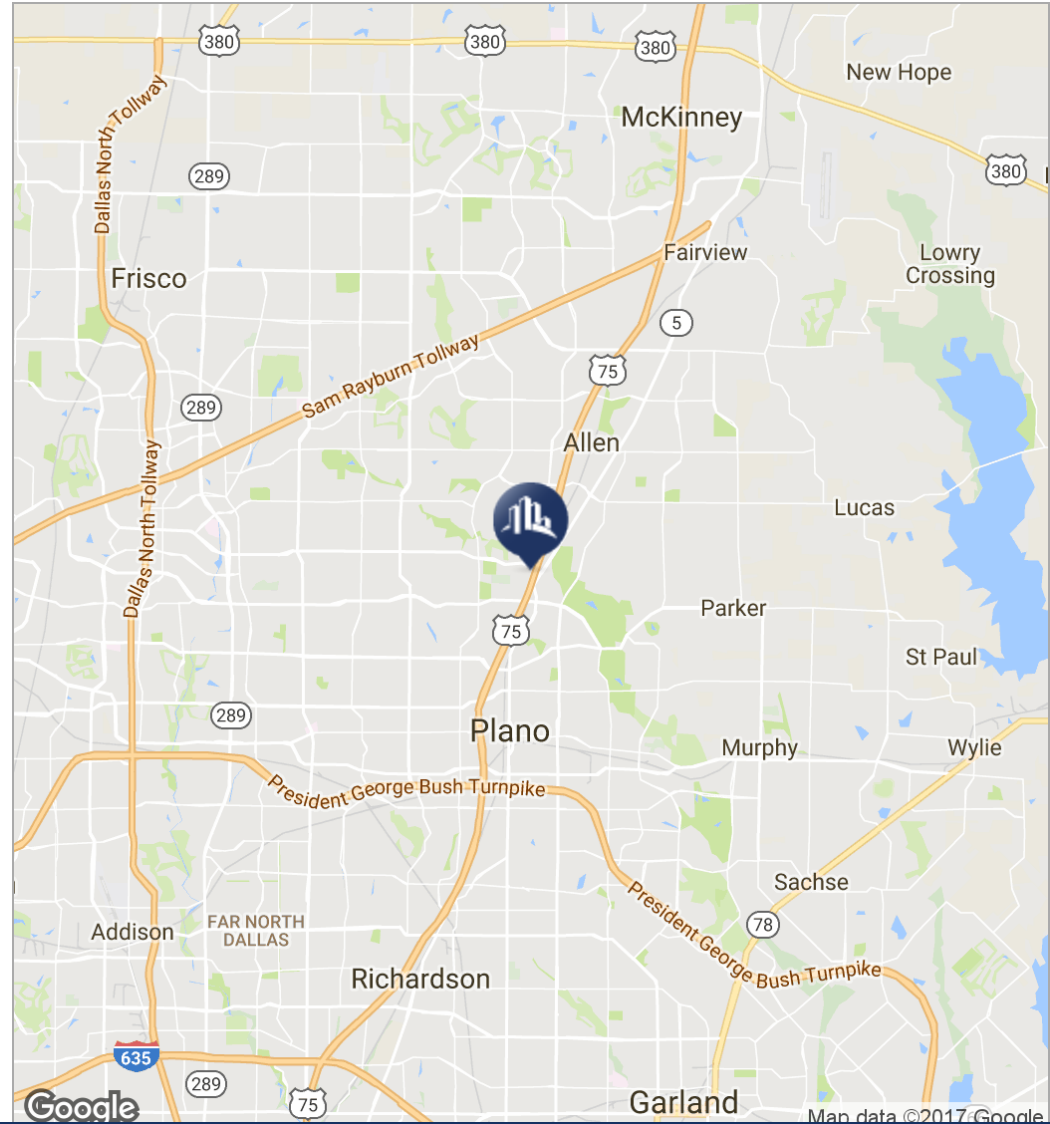 380
380
380
New Hope
Dallas North Tollway
McKinney
289
380
Fairview
Lowry
Crossing
Frisco
5
Sam Rayburn Tollway
75
289
Allen
Dallas North Tollway
Lucas
Parker
75
St Paul
289
Plano
Murphy
Wylie
President George Bush Turnpike
Sachse
President George Bush Turnpike
78
Addison
FAR NORTH
DALLAS
Richardson
635
289
75
Garland
Google
Map data ©2017 Google